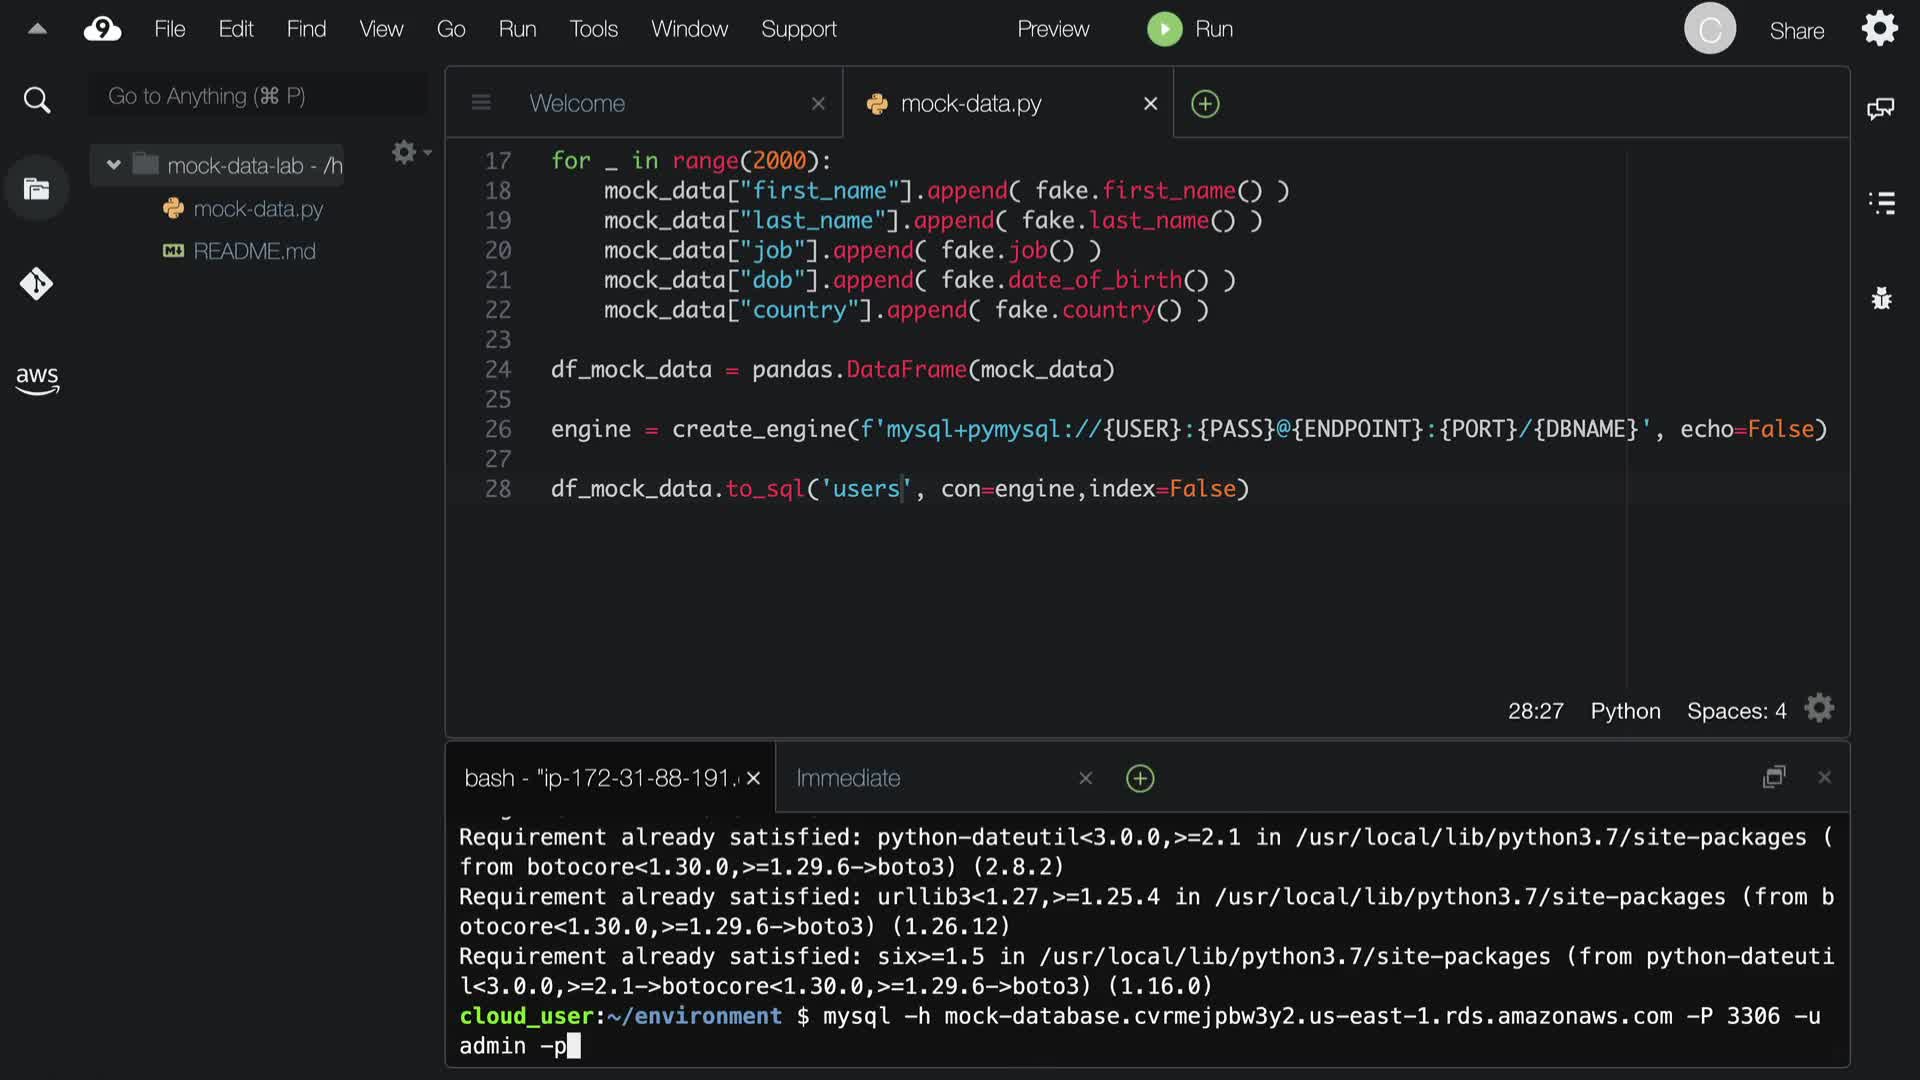 File Edit Find View Go Run Tools Window Support Preview Run C Share
Go to Anything (⌘ P)
mock-data-lab - /h
mock-data.py
README.md
aws
Welcome
mock-data.py
17 for _ in range(2000):
18 mock_data["first_name"].append( fake.first_name() )
19 mock_data["last_name"].append( fake.last_name() )
20 mock_data["job"].append( fake.job() )
21 mock_data["dob"].append( fake.date_of_birth() )
22 mock_data["country"].append( fake.country() )
23
24 df_mock_data = pandas.DataFrame(mock_data)
25
26 engine = create_engine(f'mysql+pymysql://{USER}:{PASS}@{ENDPOINT}:{PORT}/{DBNAME}', echo=False)
27
28 df_mock_data.to_sql('users', con=engine,index=False)
28:27 Python Spaces: 4
bash - "ip-172-31-88-191.
Immediate
Requirement already satisfied: python-dateutil<3.0.0,>=2.1 in /usr/local/lib/python3.7/site-packages (
from botocore<1.30.0,>=1.29.6->boto3) (2.8.2)
Requirement already satisfied: urllib3<1.27,>=1.25.4 in /usr/local/lib/python3.7/site-packages (from b
otocore<1.30.0,>=1.29.6->boto3) (1.26.12)
Requirement already satisfied: six>=1.5 in /usr/local/lib/python3.7/site-packages (from python-dateuti
l<3.0.0,>=2.1->botocore<1.30.0,>=1.29.6->boto3) (1.16.0)
cloud_user:~/environment $ mysql -h mock-database.cvrmejpbw3y2.us-east-1.rds.amazonaws.com -P 3306 -u
admin -p